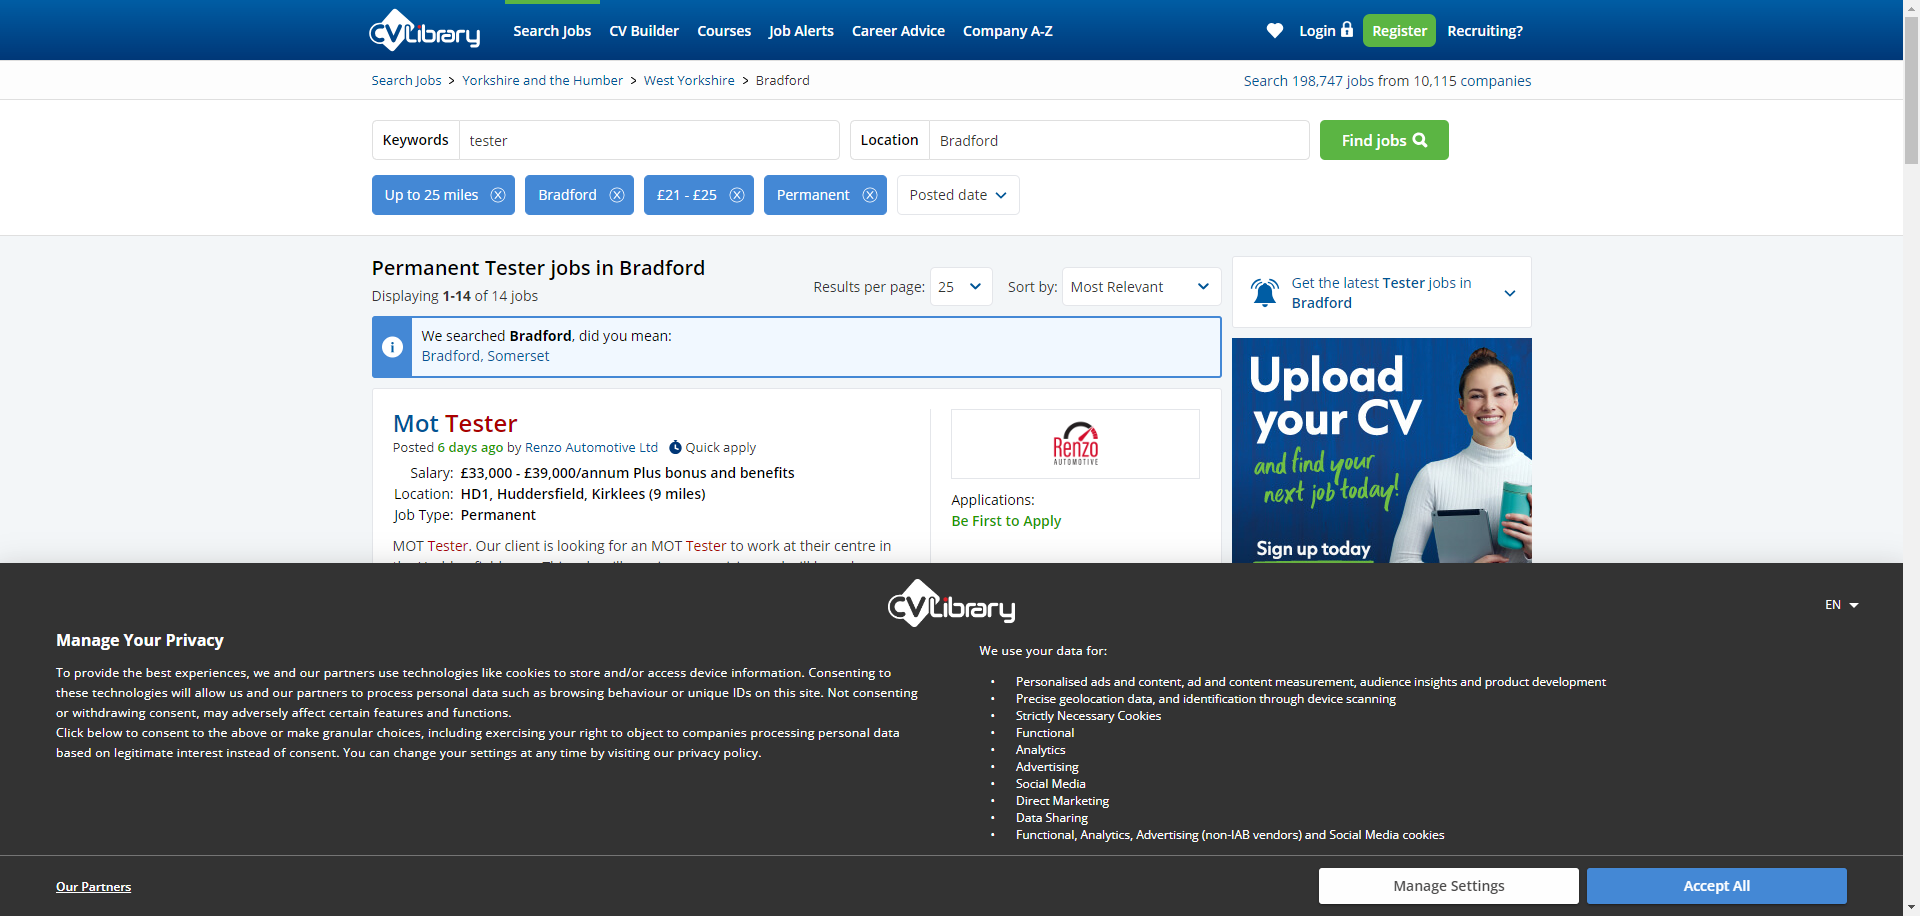 CV Library
Search Jobs
CV Builder
Courses
Job Alerts
Career Advice
Company A-Z
Login
Register
Recruiting?
Search Jobs > Yorkshire and the Humber > West Yorkshire > Bradford
Search 198,747 jobs from 10,115 companies
Keywords
tester
Location
Bradford
Find jobs
Up to 25 miles
Bradford
£21 - £25
Permanent
Posted date
Permanent Tester jobs in Bradford
Displaying 1-14 of 14 jobs
Results per page:
25
Sort by:
Most Relevant
Get the latest Tester jobs in
Bradford
We searched Bradford, did you mean:
Bradford, Somerset
Mot Tester
Posted 6 days ago by Renzo Automotive Ltd
Quick apply
Salary: £33,000 - £39,000/annum Plus bonus and benefits
Location: HD1, Huddersfield, Kirklees (9 miles)
Job Type: Permanent
MOT Tester. Our client is looking for an MOT Tester to work at their centre in
Renzo
AUTOMOTIVE
Applications:
Be First to Apply
Upload
your CV
and find your
next job today!
Sign up today
CV Library
EN
Manage Your Privacy
To provide the best experiences, we and our partners use technologies like cookies to store and/or access device information. Consenting to
these technologies will allow us and our partners to process personal data such as browsing behaviour or unique IDs on this site. Not consenting
or withdrawing consent, may adversely affect certain features and functions.
Click below to consent to the above or make granular choices, including exercising your right to object to companies processing personal data
based on legitimate interest instead of consent. You can change your settings at any time by visiting our privacy policy.
We use your data for:
• Personalised ads and content, ad and content measurement, audience insights and product development
• Precise geolocation data, and identification through device scanning
• Strictly Necessary Cookies
• Functional
• Analytics
• Advertising
• Social Media
• Direct Marketing
• Data Sharing
• Functional, Analytics, Advertising (non-IAB vendors) and Social Media cookies
Our Partners
Manage Settings
Accept All